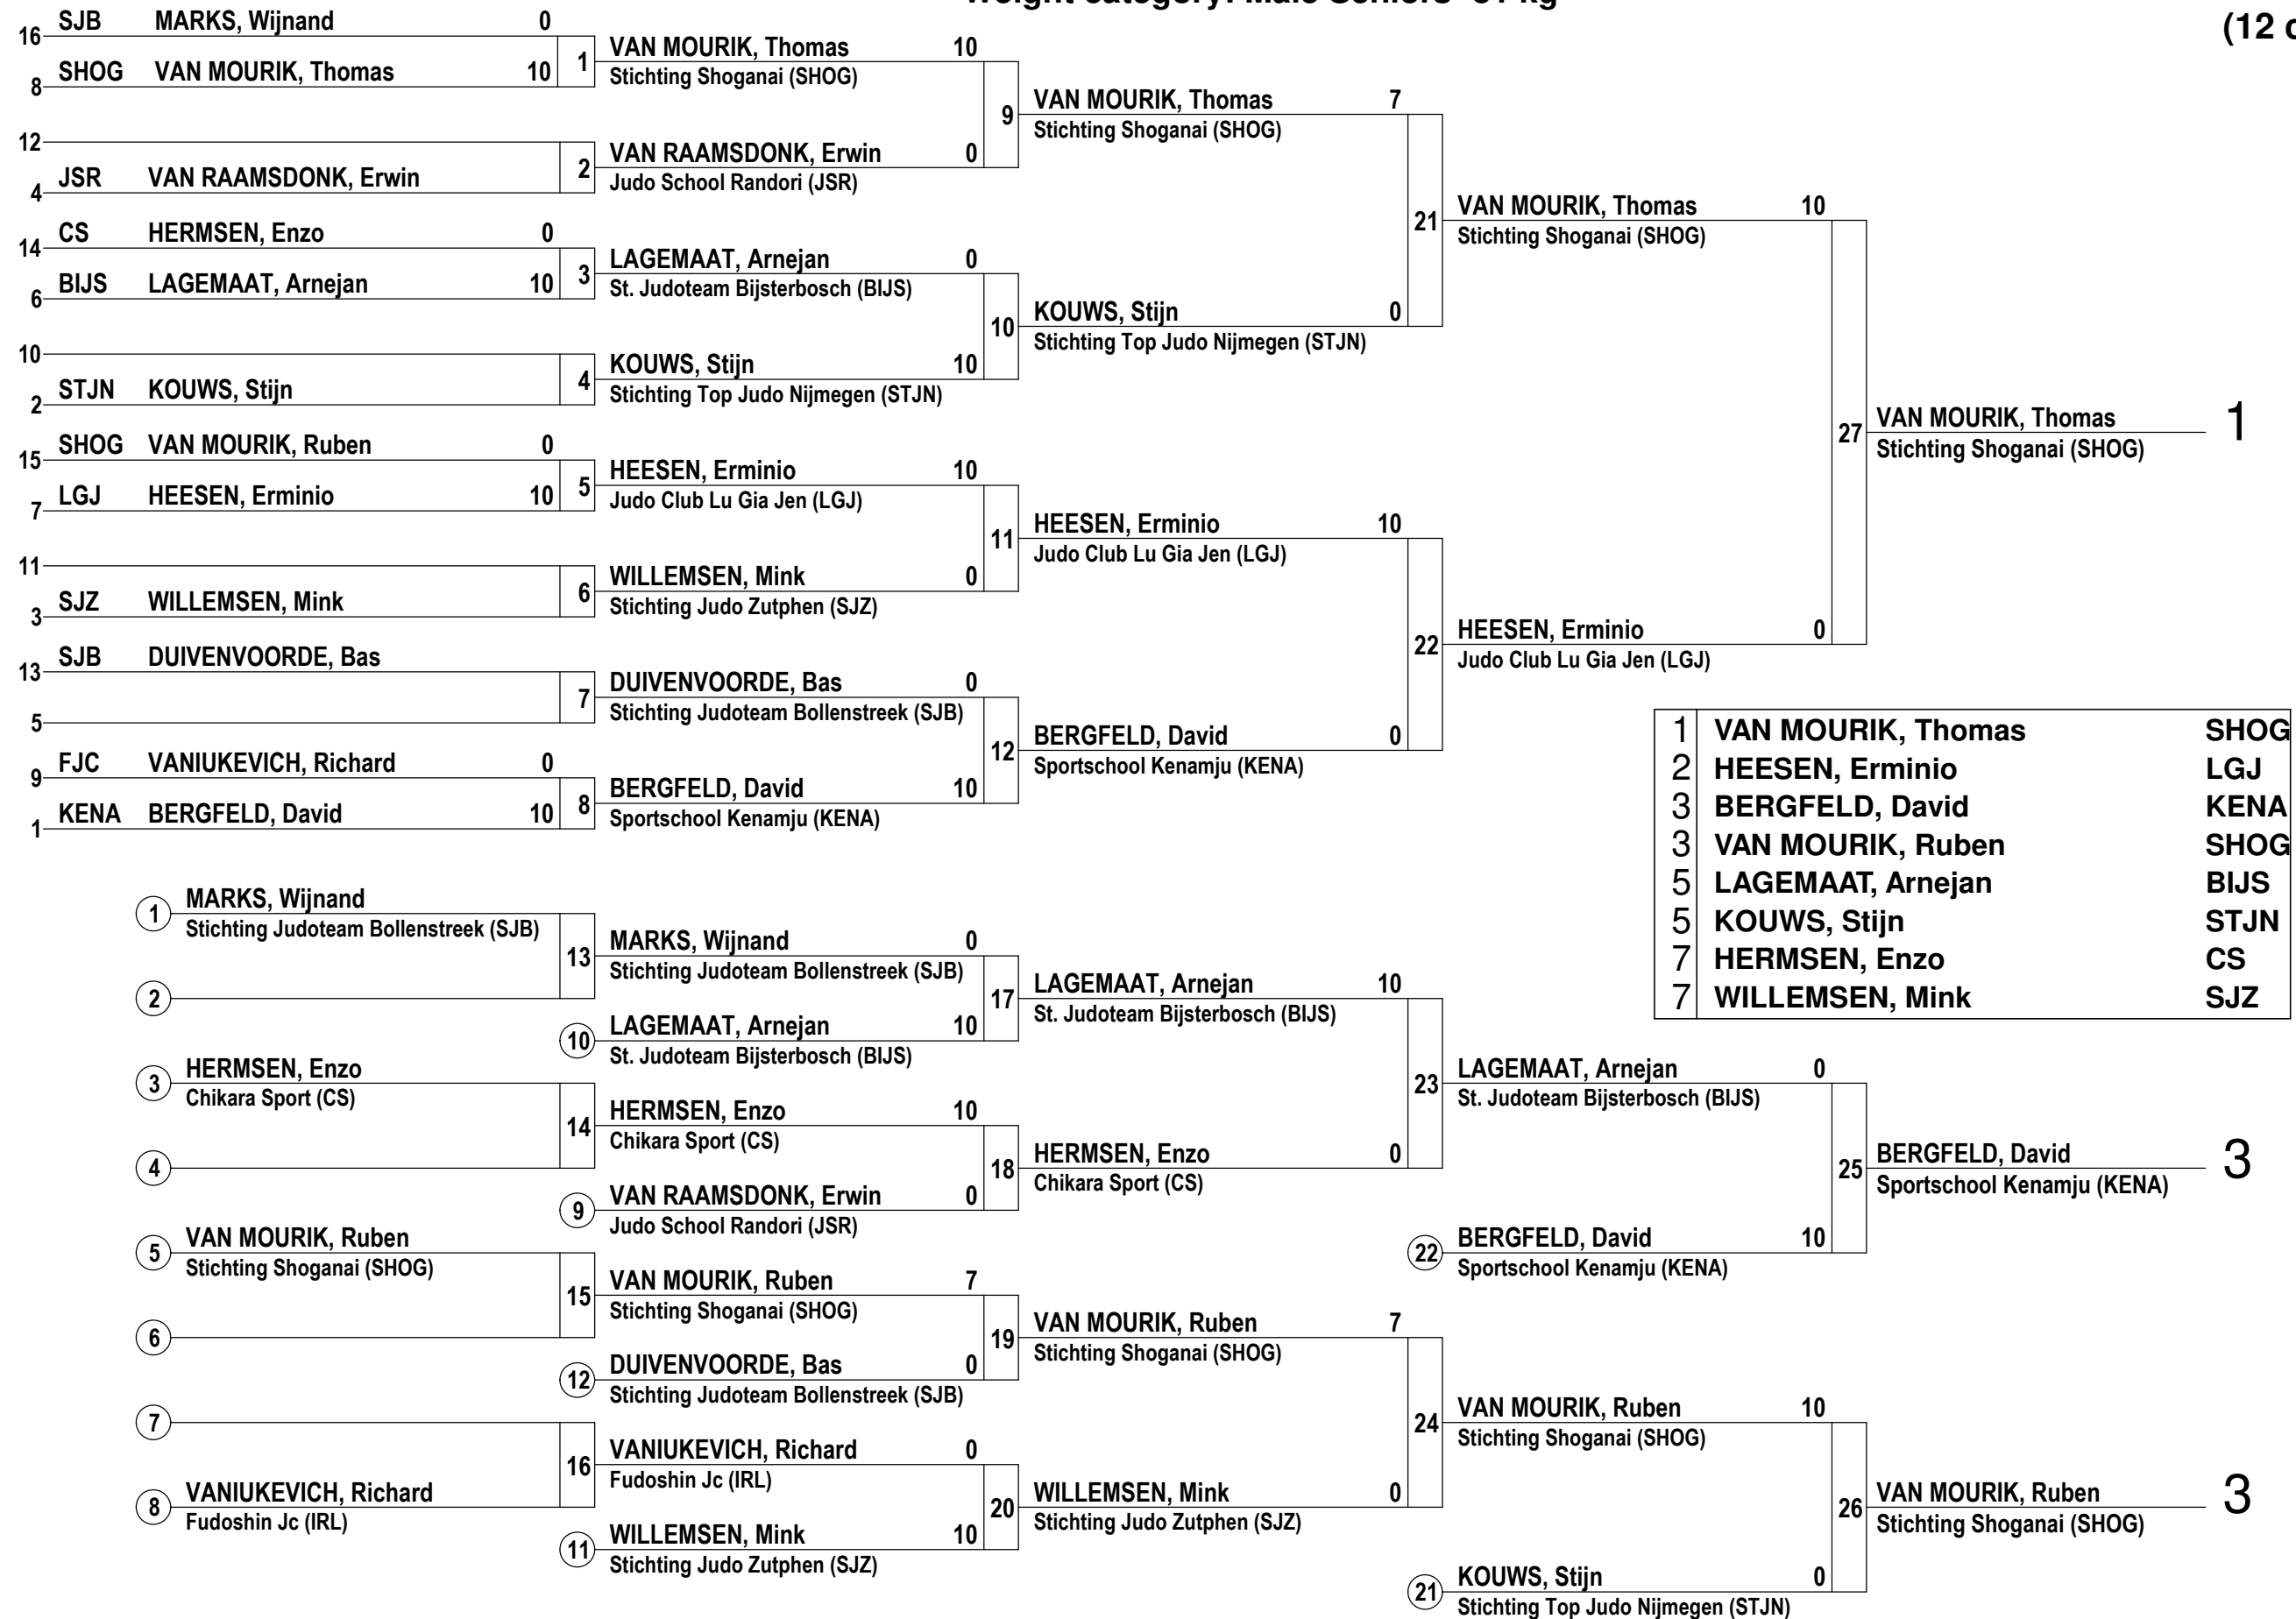 Weight category: Male Seniors -81 kg
(12 c
16 SJB MARKS, Wijnand 0
8 SHOG VAN MOURIK, Thomas 10
1
VAN MOURIK, Thomas 10
Stichting Shoganai (SHOG)
12
4 JSR VAN RAAMSDONK, Erwin
2
VAN RAAMSDONK, Erwin 0
Judo School Randori (JSR)
9
VAN MOURIK, Thomas 7
Stichting Shoganai (SHOG)
14 CS HERMSEN, Enzo 0
6 BIJS LAGEMAAT, Arnejan 10
3
LAGEMAAT, Arnejan 0
St. Judoteam Bijsterbosch (BIJS)
10
2 STJN KOUWS, Stijn
4
KOUWS, Stijn 10
Stichting Top Judo Nijmegen (STJN)
10
KOUWS, Stijn 0
Stichting Top Judo Nijmegen (STJN)
21
VAN MOURIK, Thomas 10
Stichting Shoganai (SHOG)
15 SHOG VAN MOURIK, Ruben 0
7 LGJ HEESEN, Erminio 10
5
HEESEN, Erminio 10
Judo Club Lu Gia Jen (LGJ)
11
3 SJZ WILLEMSEN, Mink
6
WILLEMSEN, Mink 0
Stichting Judo Zutphen (SJZ)
11
HEESEN, Erminio 10
Judo Club Lu Gia Jen (LGJ)
13 SJB DUIVENVOORDE, Bas
5
7
DUIVENVOORDE, Bas 0
Stichting Judoteam Bollenstreek (SJB)
9 FJC VANIUKEVICH, Richard 0
1 KENA BERGFELD, David 10
8
BERGFELD, David 10
Sportschool Kenamju (KENA)
12
BERGFELD, David 0
Sportschool Kenamju (KENA)
22
HEESEN, Erminio 0
Judo Club Lu Gia Jen (LGJ)
27
VAN MOURIK, Thomas 1
Stichting Shoganai (SHOG)
1 VAN MOURIK, Thomas SHOG
2 HEESEN, Erminio LGJ
3 BERGFELD, David KENA
3 VAN MOURIK, Ruben SHOG
5 LAGEMAAT, Arnejan BIJS
5 KOUWS, Stijn STJN
7 HERMSEN, Enzo CS
7 WILLEMSEN, Mink SJZ
1 MARKS, Wijnand
Stichting Judoteam Bollenstreek (SJB)
2
13
MARKS, Wijnand 0
Stichting Judoteam Bollenstreek (SJB)
10 LAGEMAAT, Arnejan 10
St. Judoteam Bijsterbosch (BIJS)
17
LAGEMAAT, Arnejan 10
St. Judoteam Bijsterbosch (BIJS)
3 HERMSEN, Enzo
Chikara Sport (CS)
4
14
HERMSEN, Enzo 10
Chikara Sport (CS)
9 VAN RAAMSDONK, Erwin 0
Judo School Randori (JSR)
18
HERMSEN, Enzo 0
Chikara Sport (CS)
23
LAGEMAAT, Arnejan 0
St. Judoteam Bijsterbosch (BIJS)
22 BERGFELD, David 10
Sportschool Kenamju (KENA)
25
BERGFELD, David 3
Sportschool Kenamju (KENA)
5 VAN MOURIK, Ruben
Stichting Shoganai (SHOG)
6
15
VAN MOURIK, Ruben 7
Stichting Shoganai (SHOG)
12 DUIVENVOORDE, Bas 0
Stichting Judoteam Bollenstreek (SJB)
19
VAN MOURIK, Ruben 7
Stichting Shoganai (SHOG)
7
8 VANIUKEVICH, Richard
Fudoshin Jc (IRL)
16
VANIUKEVICH, Richard 0
Fudoshin Jc (IRL)
11 WILLEMSEN, Mink 10
Stichting Judo Zutphen (SJZ)
20
WILLEMSEN, Mink 0
Stichting Judo Zutphen (SJZ)
24
VAN MOURIK, Ruben 10
Stichting Shoganai (SHOG)
21 KOUWS, Stijn 0
Stichting Top Judo Nijmegen (STJN)
26
VAN MOURIK, Ruben 3
Stichting Shoganai (SHOG)